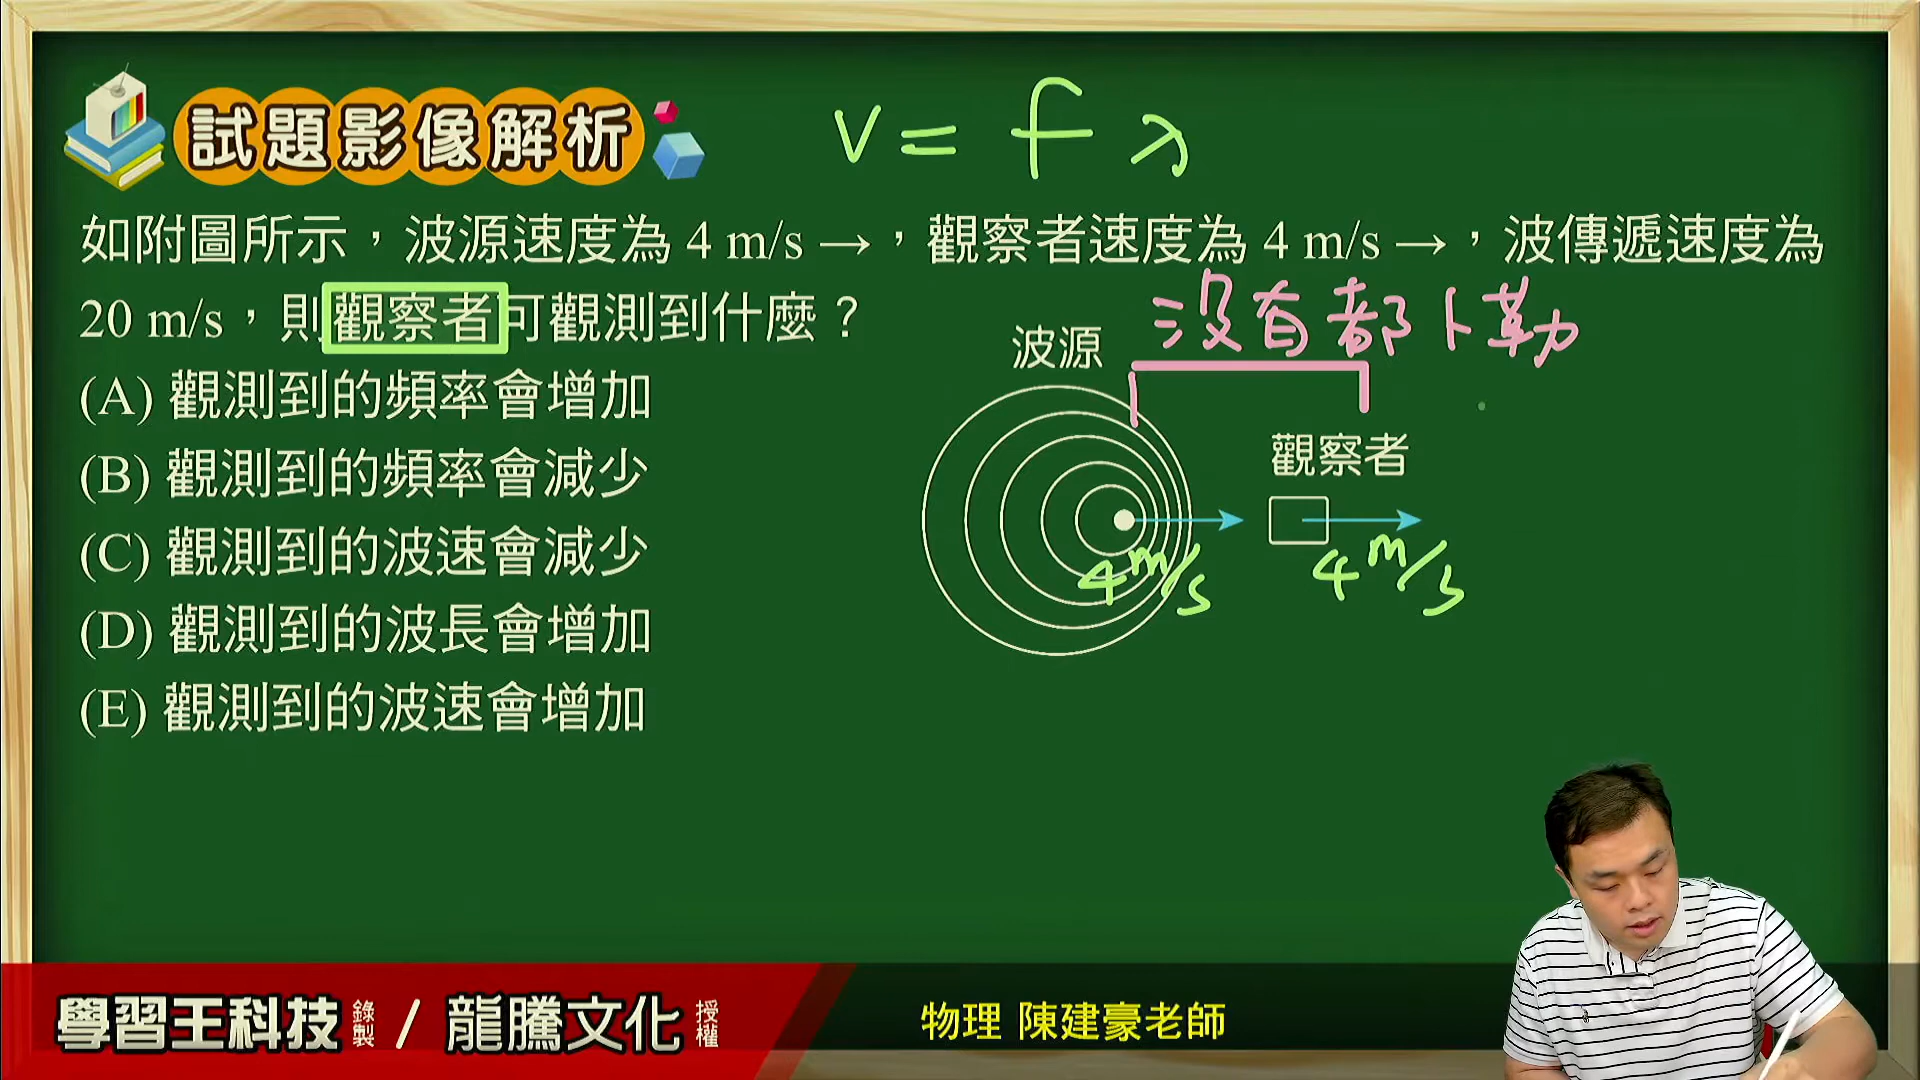 試題影像解析
v = f λ
如附圖所示，波源速度為 4 m/s →，觀察者速度為 4 m/s →，波傳遞速度為
20 m/s，則觀察者可觀測到什麼？
沒有都卜勒
波源
(A) 觀測到的頻率會增加
(B) 觀測到的頻率會減少
觀察者
(C) 觀測到的波速會減少
4 m/s
4 m/s
(D) 觀測到的波長會增加
(E) 觀測到的波速會增加
學習王科技 錄製 / 龍騰文化 授權
物理 陳建豪老師